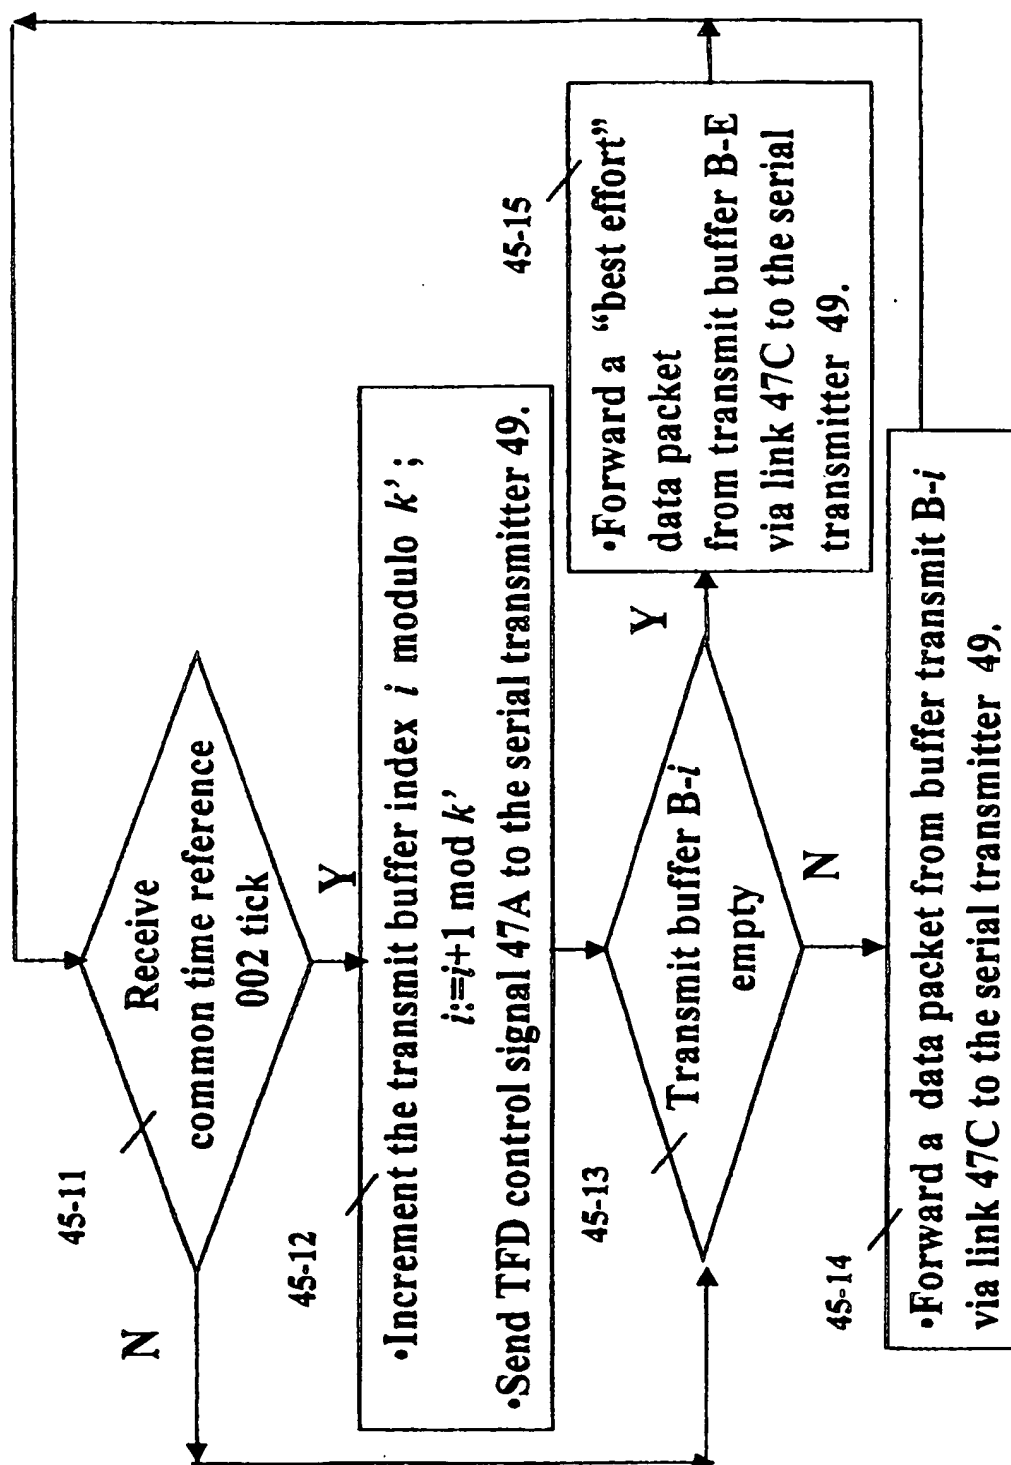 45-11
Receive
common time reference
002 tick
N
Y
45-12
•Increment the transmit buffer index i modulo k’ ;
i:=i+1 mod k’
•Send TFD control signal 47A to the serial transmitter 49.
45-13
Transmit buffer B-i
empty
Y
N
45-15
•Forward a “best effort”
data packet
from transmit buffer B-E
via link 47C to the serial
transmitter 49.
45-14
•Forward a data packet from buffer transmit B-i
via link 47C to the serial transmitter 49.